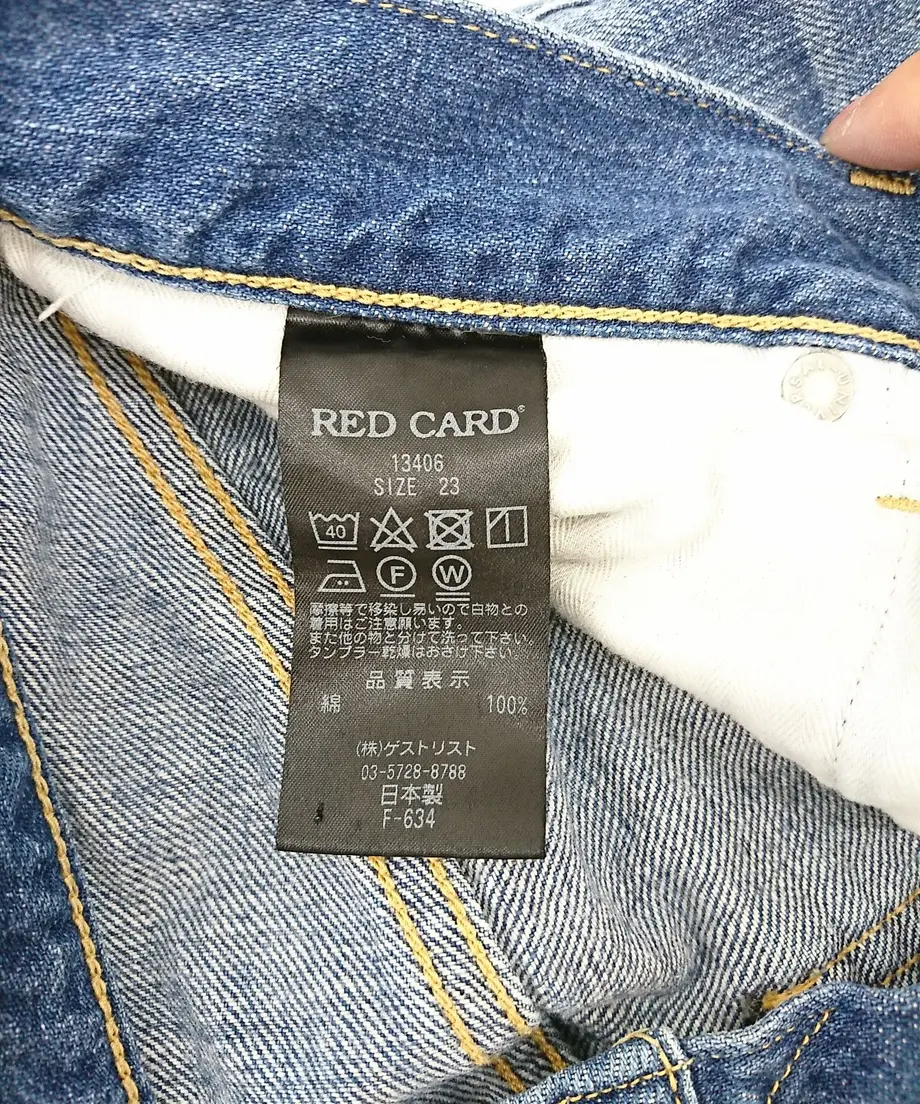 RED CARD®
13406
SIZE 23
40
F W
摩擦等で移染し易いので白物との
着用はご注意願います。
また他の物と分けて洗って下さい。
タンブラー乾燥はおさけ下さい。
品質表示
綿 100%
(株)ゲストリスト
03-5728-8788
日本製
F-634